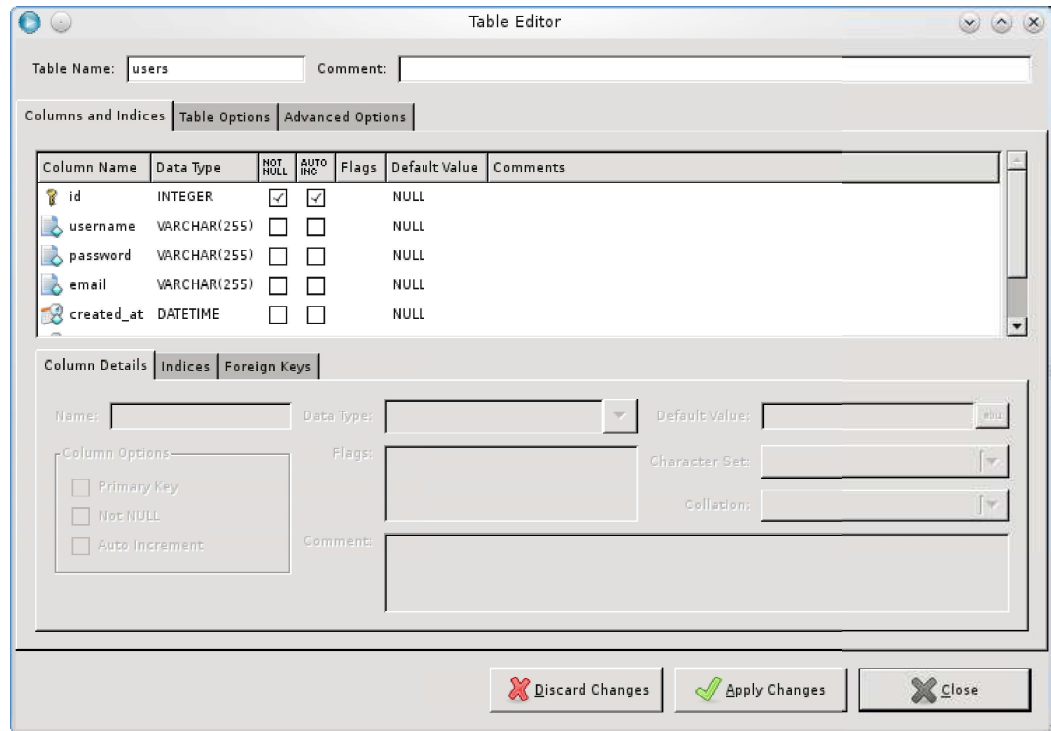 Table Editor
Table Name: users Comment:
Columns and Indices Table Options Advanced Options
Column Name Data Type NOT NULL AUTO INC Flags Default Value Comments
id INTEGER NULL
username VARCHAR(255) NULL
password VARCHAR(255) NULL
email VARCHAR(255) NULL
created_at DATETIME NULL
Column Details Indices Foreign Keys
Name: Data Type: Default Value:
Column Options Flags: Character Set:
Primary Key
Not NULL Collation:
Auto Increment Comment:
Discard Changes Apply Changes Close